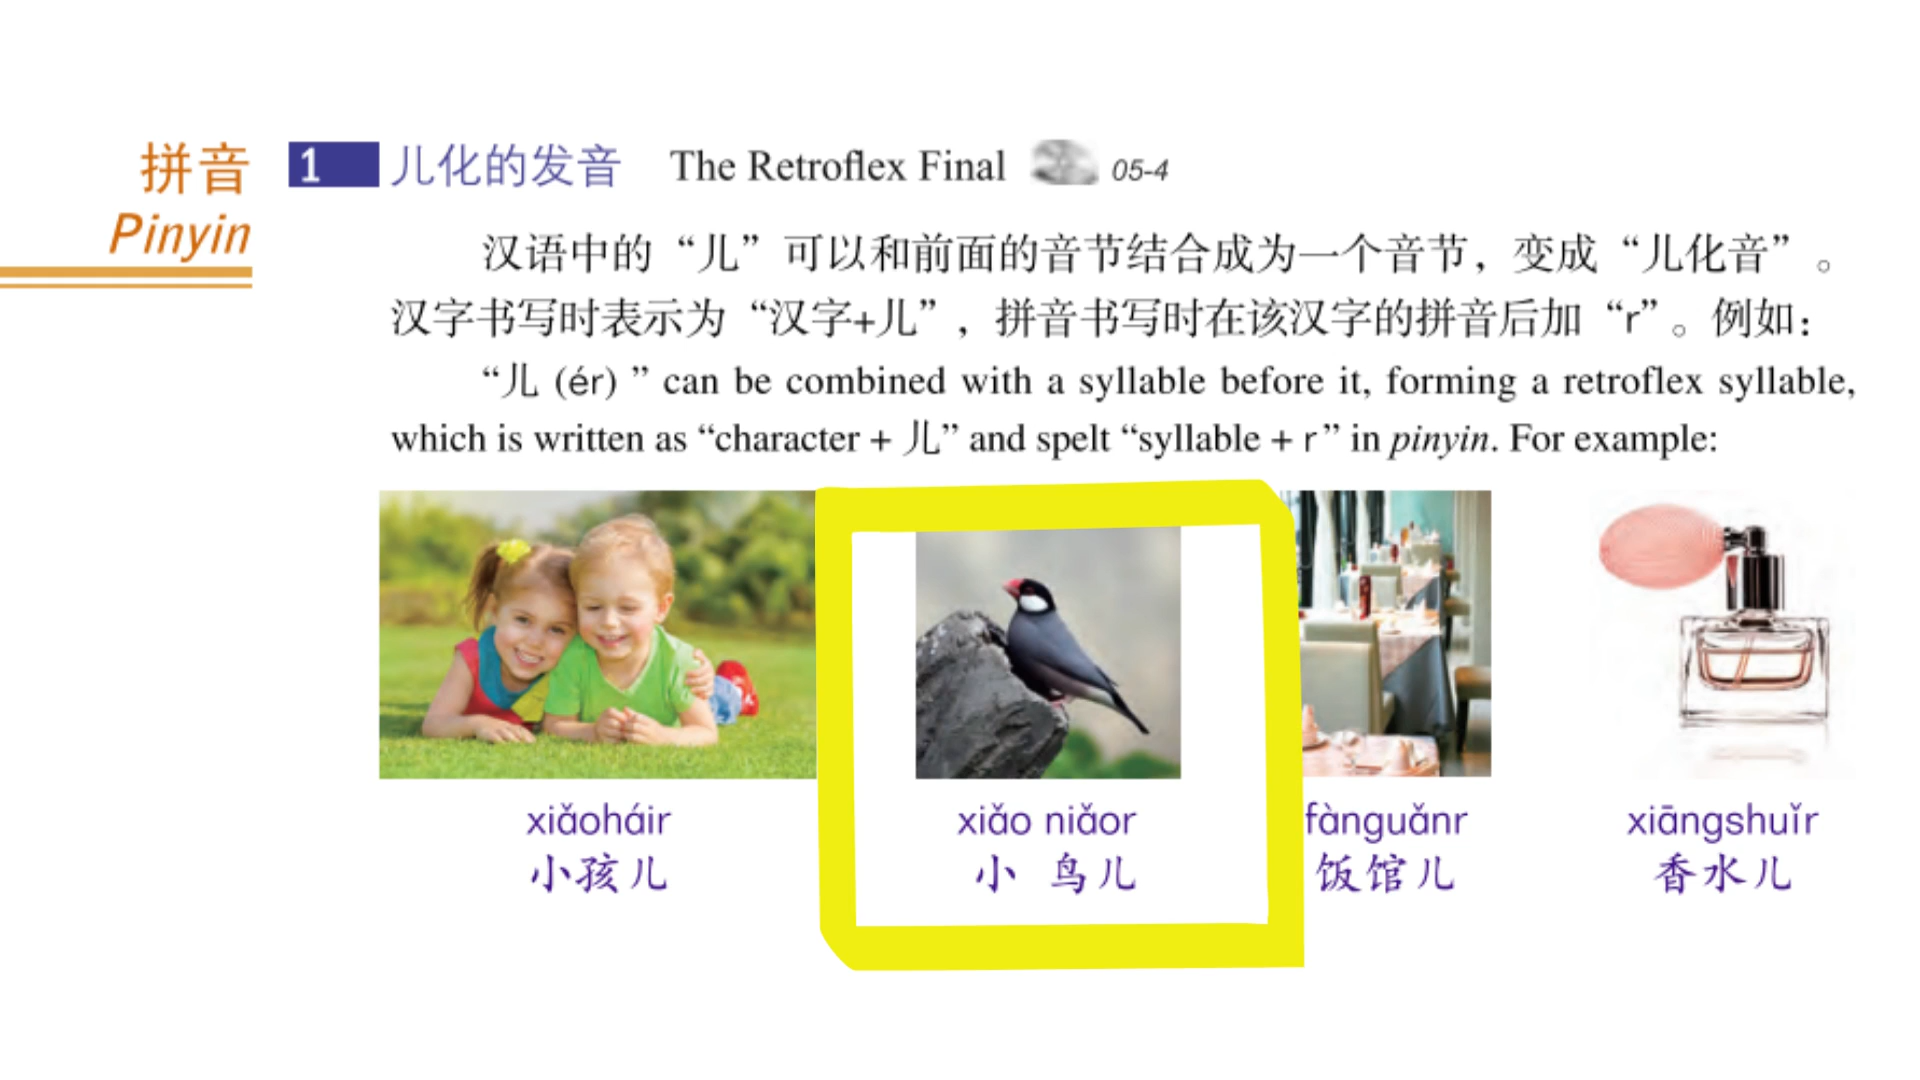 拼音
Pinyin
1 儿化的发音 The Retroflex Final 05-4
汉语中的“儿”可以和前面的音节结合成为一个音节，变成“儿化音”。
汉字书写时表示为“汉字+儿”，拼音书写时在该汉字的拼音后加“r”。例如：
“儿 (ér) ” can be combined with a syllable before it, forming a retroflex syllable,
which is written as “character + 儿” and spelt “syllable + r” in pinyin. For example:
xiǎoháir
小孩儿
xiǎo niǎor
小 鸟儿
fànguǎnr
饭馆儿
xiāngshuǐr
香水儿